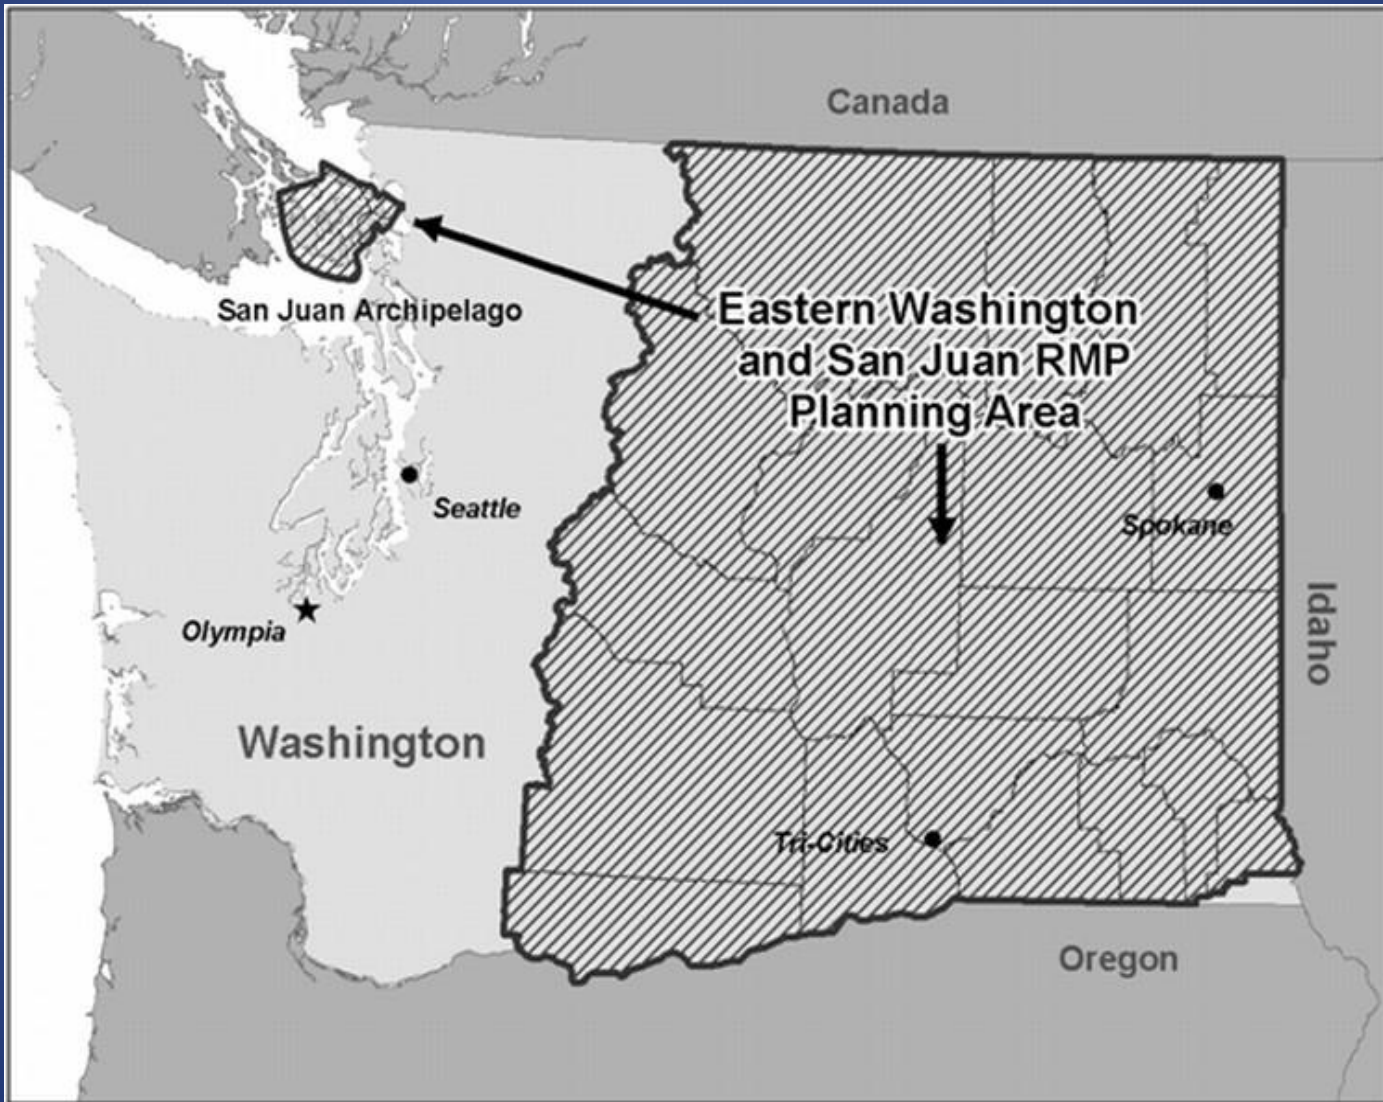 Canada
San Juan Archipelago
Eastern Washington
and San Juan RMP
Planning Area
Seattle
Spokane
Olympia
Idaho
Washington
Tri-Cities
Oregon